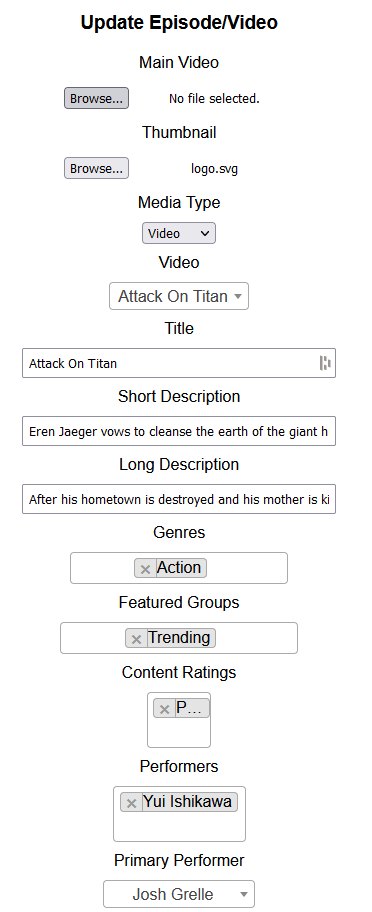 Update Episode/Video
Main Video
Browse... No file selected.
Thumbnail
Browse... logo.svg
Media Type
Video
Video
Attack On Titan
Title
Attack On Titan
Short Description
Eren Jaeger vows to cleanse the earth of the giant h
Long Description
After his hometown is destroyed and his mother is ki
Genres
× Action
Featured Groups
× Trending
Content Ratings
× P...
Performers
× Yui Ishikawa
Primary Performer
Josh Grelle